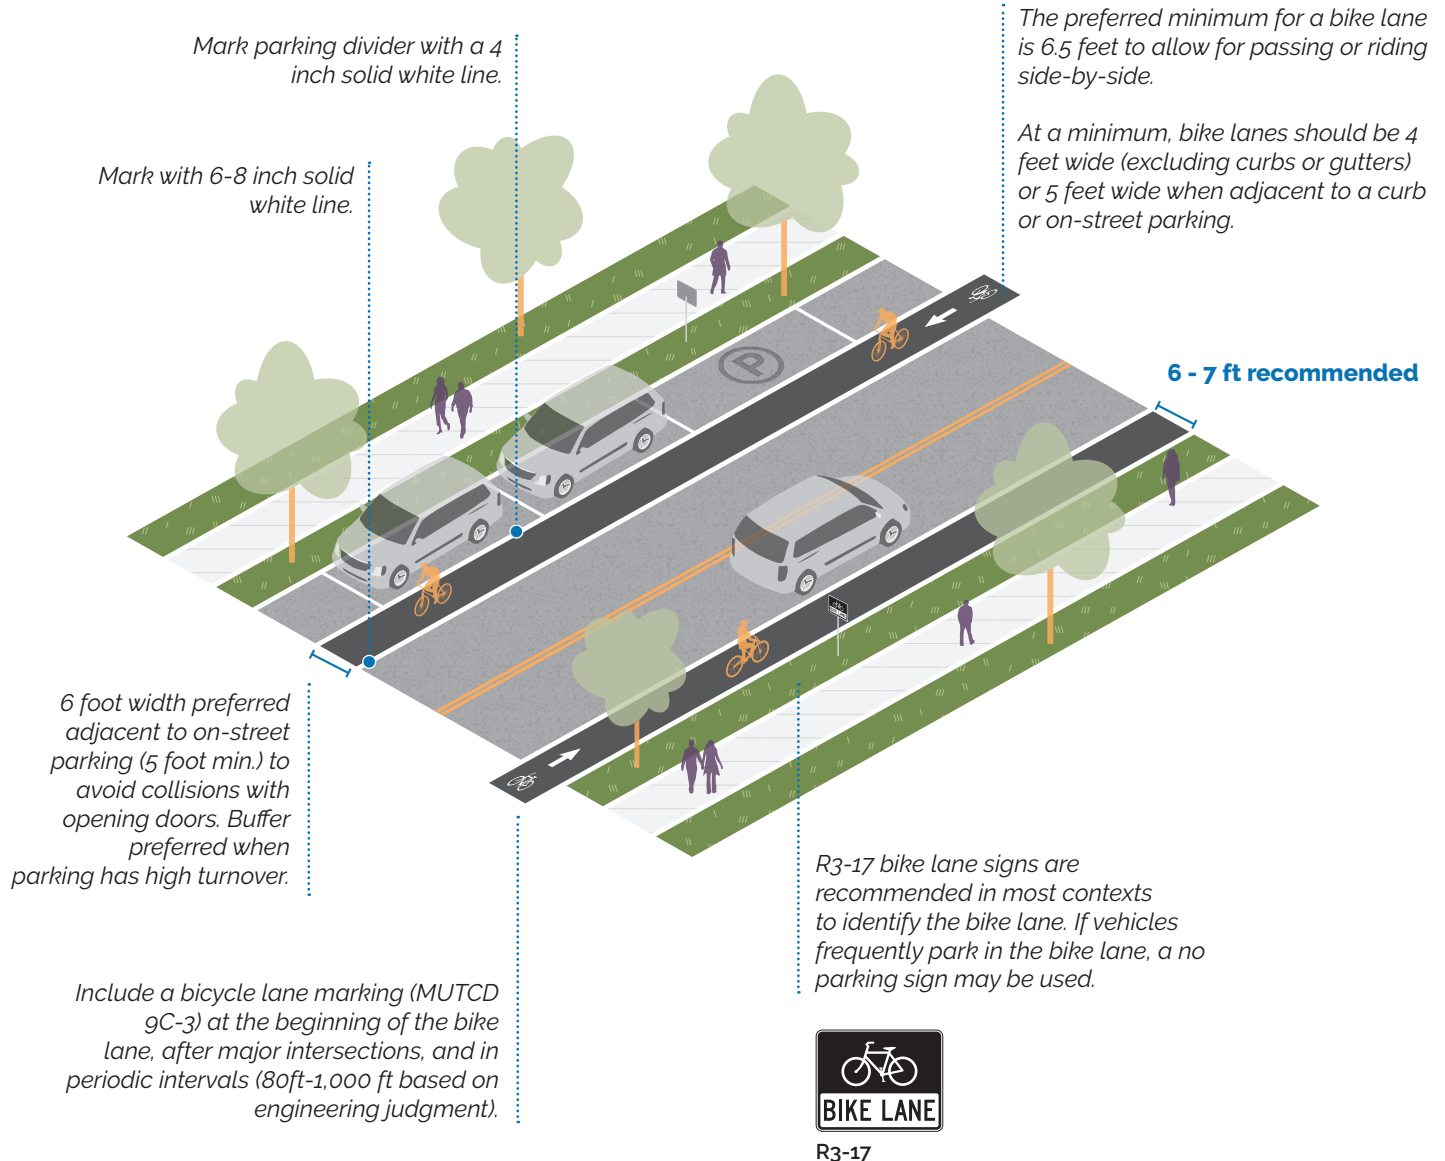 Mark parking divider with a 4
inch solid white line.
Mark with 6-8 inch solid
white line.
The preferred minimum for a bike lane
is 6.5 feet to allow for passing or riding
side-by-side.
At a minimum, bike lanes should be 4
feet wide (excluding curbs or gutters)
or 5 feet wide when adjacent to a curb
or on-street parking.
6 - 7 ft recommended
P
BIKE LANE
6 foot width preferred
adjacent to on-street
parking (5 foot min.) to
avoid collisions with
opening doors. Buffer
preferred when
parking has high turnover.
R3-17 bike lane signs are
recommended in most contexts
to identify the bike lane. If vehicles
frequently park in the bike lane, a no
parking sign may be used.
Include a bicycle lane marking (MUTCD
9C-3) at the beginning of the bike
lane, after major intersections, and in
periodic intervals (80ft-1,000 ft based on
engineering judgment).
BIKE LANE
R3-17